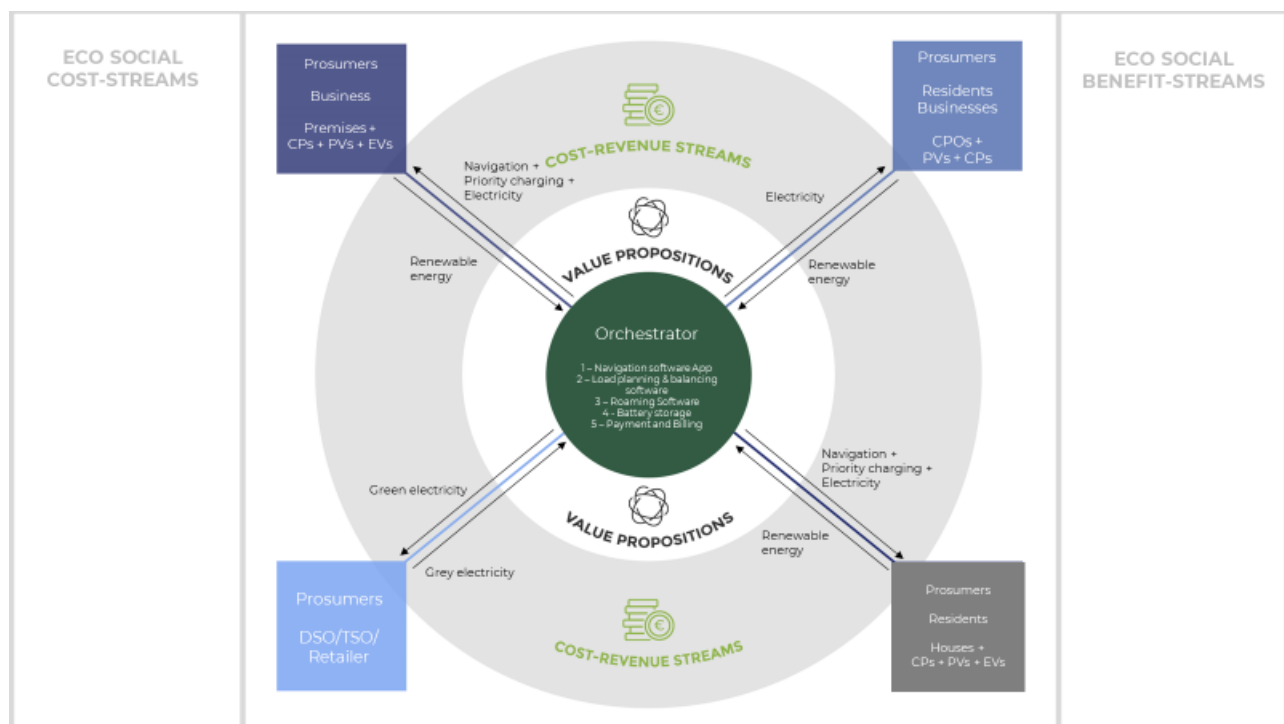 ECO SOCIAL
COST-STREAMS
Prosumers
Business
Premises +
CPs + PVs + EVs
COST-REVENUE STREAMS
Prosumers
Residents
Businesses
CPOs +
PVs + CPs
ECO SOCIAL
BENEFIT-STREAMS
Navigation +
Priority charging +
Electricity
Renewable
energy
Electricity
Renewable
energy
VALUE PROPOSITIONS
Orchestrator
1 – Navigation software App
2 – Load planning & balancing
software
3 – Roaming Software
4 - Battery storage
5 – Payment and Billing
Green electricity
Grey electricity
Navigation +
Priority charging +
Electricity
Renewable
energy
VALUE PROPOSITIONS
Prosumers
DSO/TSO/
Retailer
COST-REVENUE STREAMS
Prosumers
Residents
Houses +
CPs + PVs + EVs